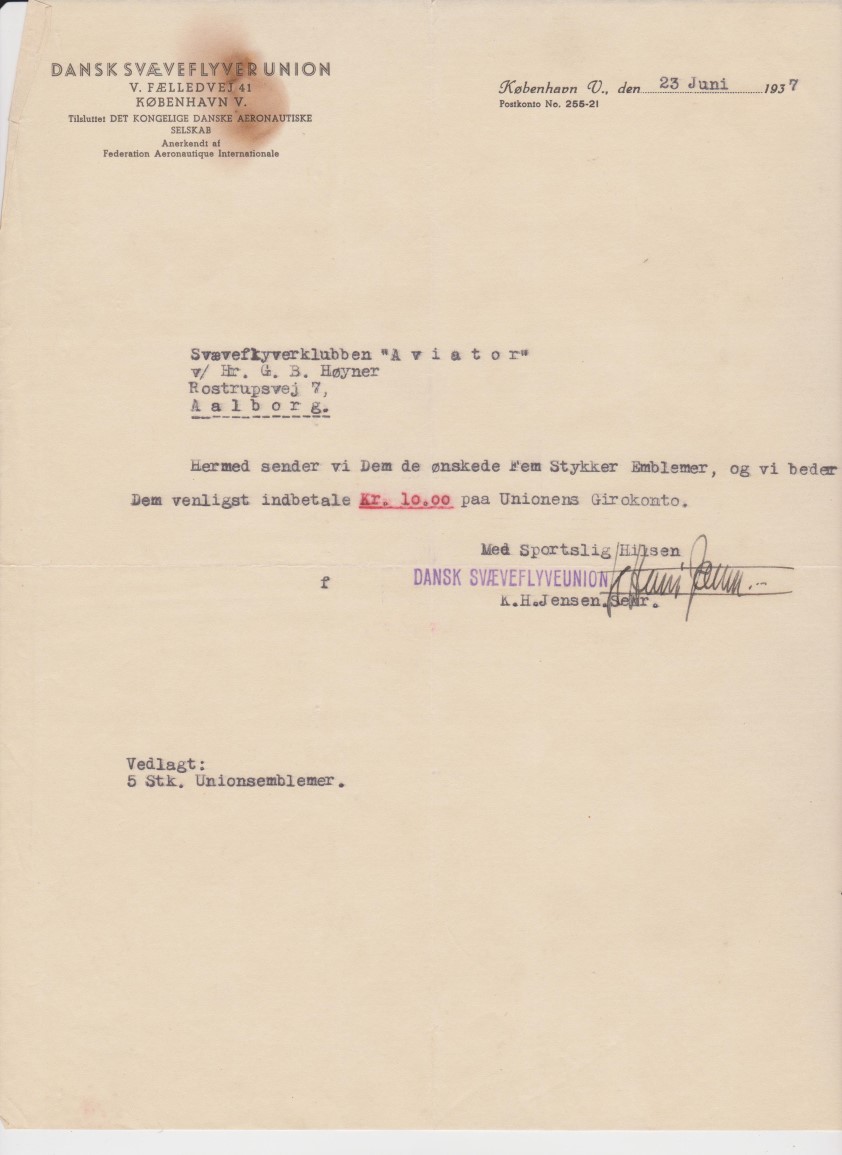 DANSK SVÆVEFLYVER UNION
V. FÆLLEDVEJ 41
KØBENHAVN V.
Tilsluttet DET KONGELIGE DANSKE AERONAUTISKE
SELSKAB
Anerkendt af
Federation Aeronautique Internationale
København V., den 23 Juni 1937
Postkonto No. 255-21
Svæveflyverklubben "A v i a t o r"
v/ Hr. G. B. Høyner
Rostrupsvej 7,
A a l b o r g.
Hermed sender vi Dem de ønskede Fem Stykker Emblemer, og vi beder
Dem venligst indbetale Kr. 10.00 paa Unionens Girokonto.
Med Sportslig Hilsen
f DANSK SVÆVEFLYVEUNION
K.H.Jensen.Sekr.
Vedlagt:
5 Stk. Unionsemblemer.